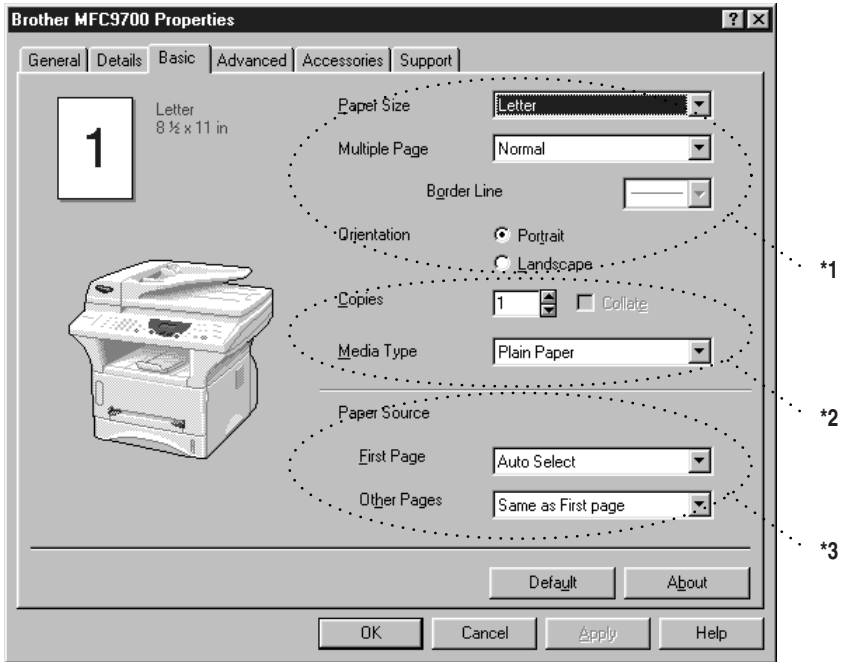 Brother MFC9700 Properties
General Details Basic Advanced Accessories Support
1
Letter
8 ½ x 11 in
Paper Size Letter
Multiple Page Normal
Border Line
Orientation Portrait
Landscape
*1
Copies 1 Collate
Media Type Plain Paper
*2
Paper Source
First Page Auto Select
Other Pages Same as First page
*3
Default About
OK Cancel Apply Help